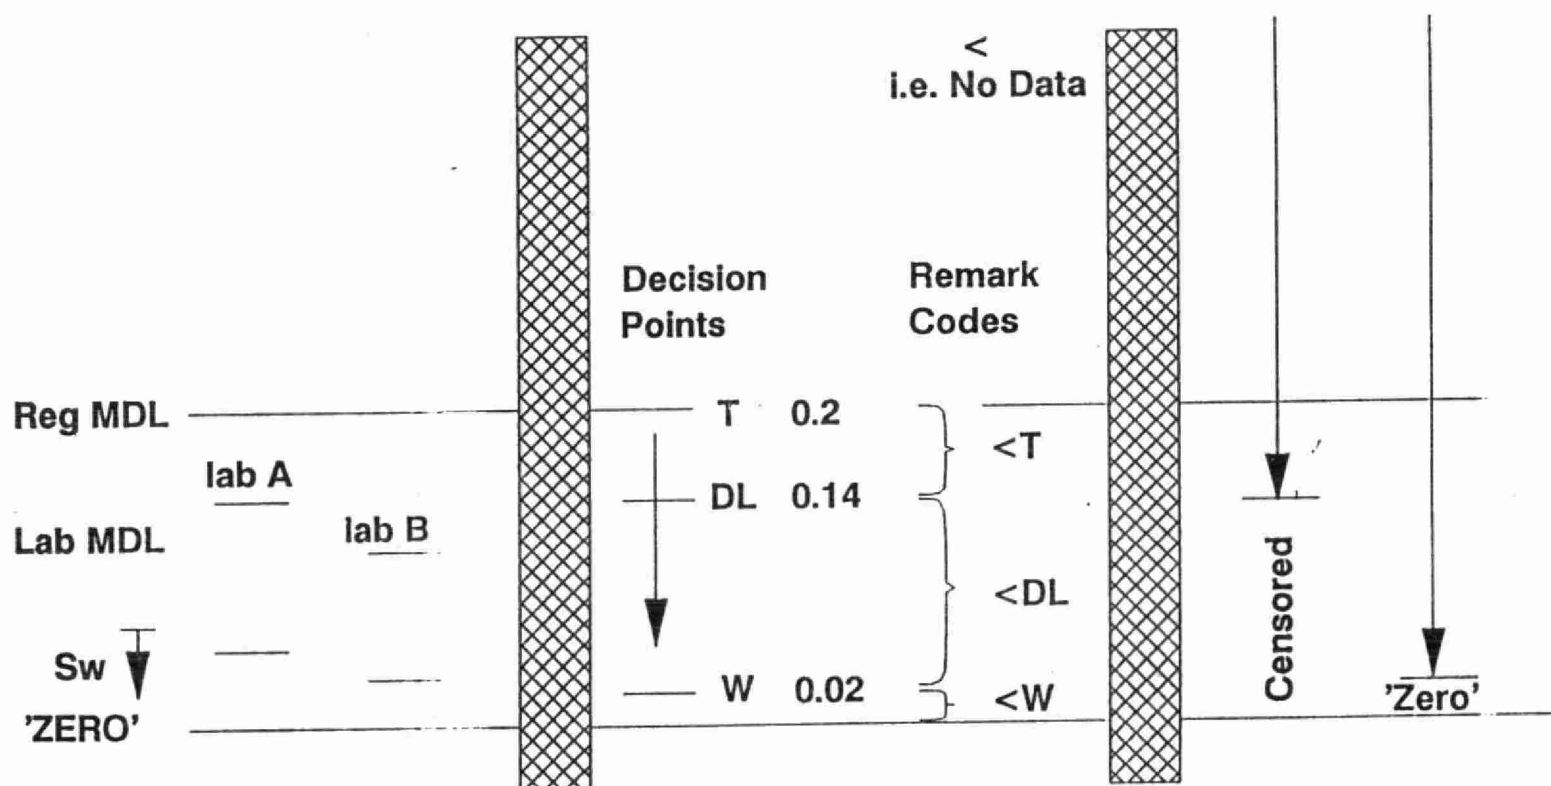 <
i.e. No Data
Decision
Points
Remark
Codes
Reg MDL
T 0.2
<T
lab A
DL 0.14
Lab MDL
lab B
<DL
Censored
Sw
W 0.02
<W
'Zero'
'ZERO'